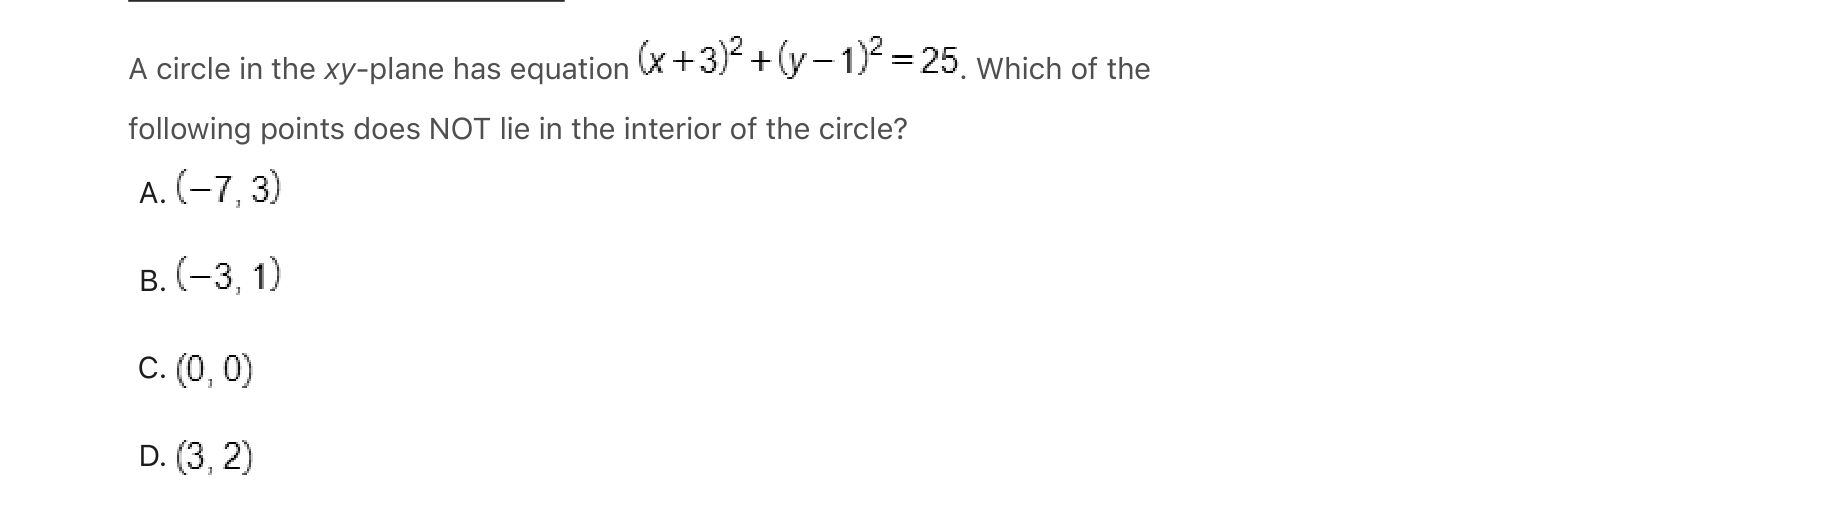 A circle in the xy-plane has equation (x+3)² + (y−1)² = 25. Which of the
following points does NOT lie in the interior of the circle?
A. (−7, 3)
B. (−3, 1)
C. (0, 0)
D. (3, 2)